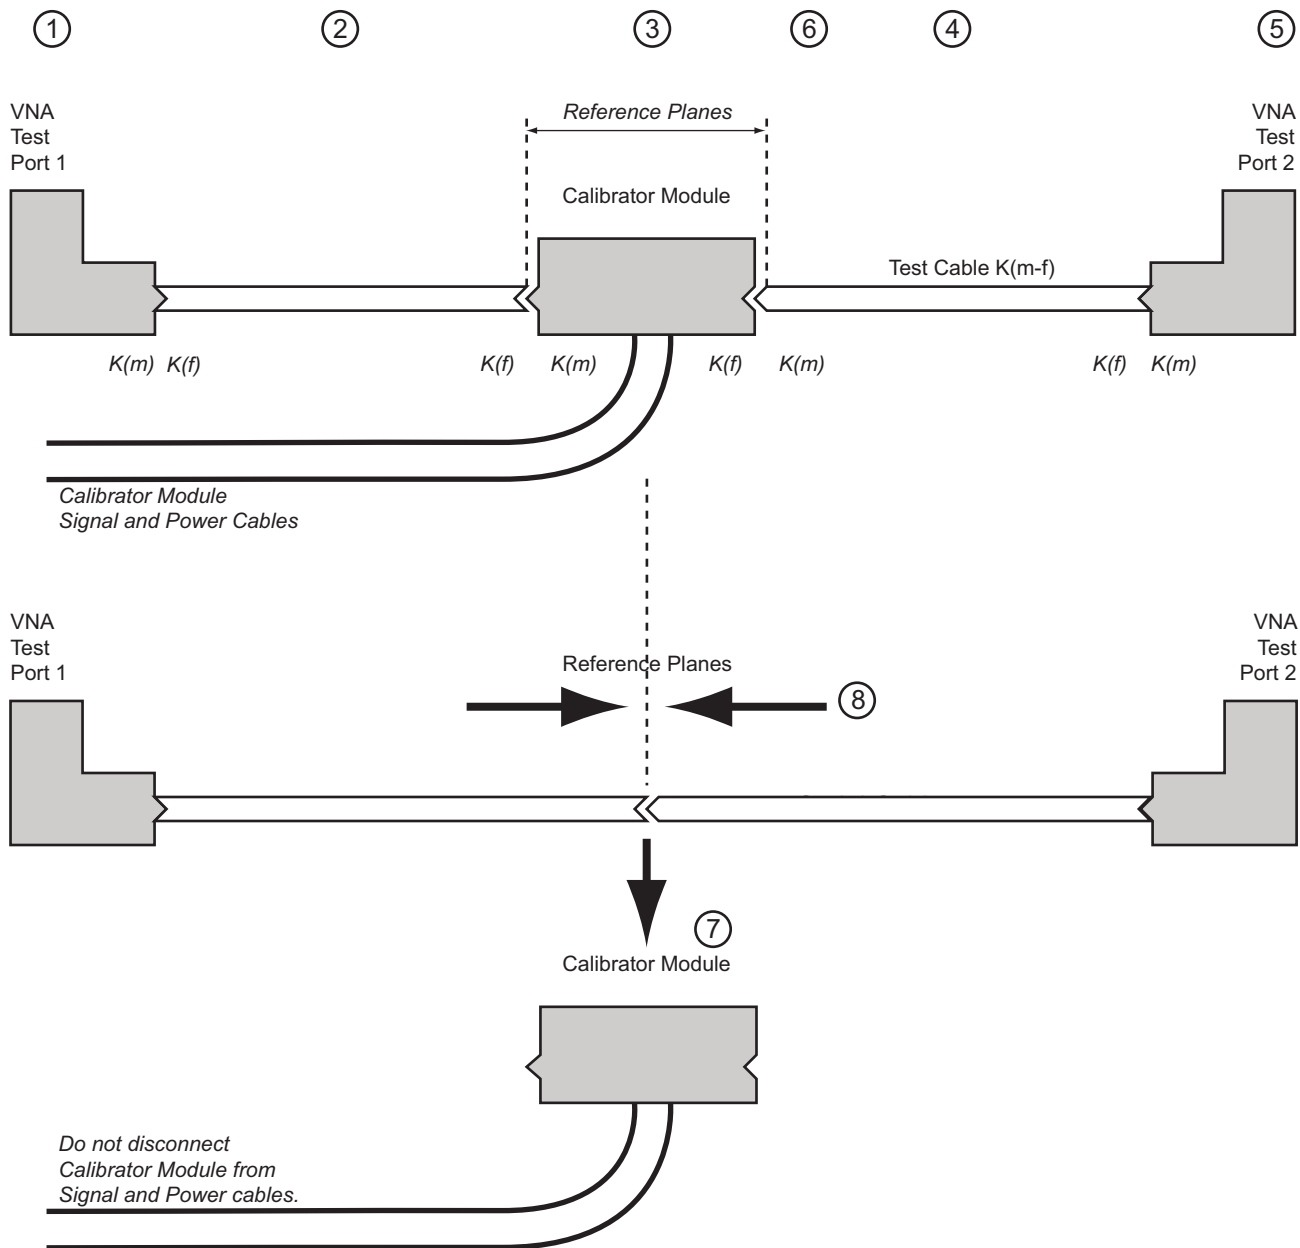 1 2 3 6 4 5
VNA
Test
Port 1
Reference Planes
VNA
Test
Port 2
Calibrator Module
Test Cable K(m-f)
K(m) K(f) K(f) K(m) K(f) K(m) K(f) K(m)
Calibrator Module
Signal and Power Cables
VNA
Test
Port 1
Reference Planes
VNA
Test
Port 2
8
7
Calibrator Module
Do not disconnect
Calibrator Module from
Signal and Power cables.